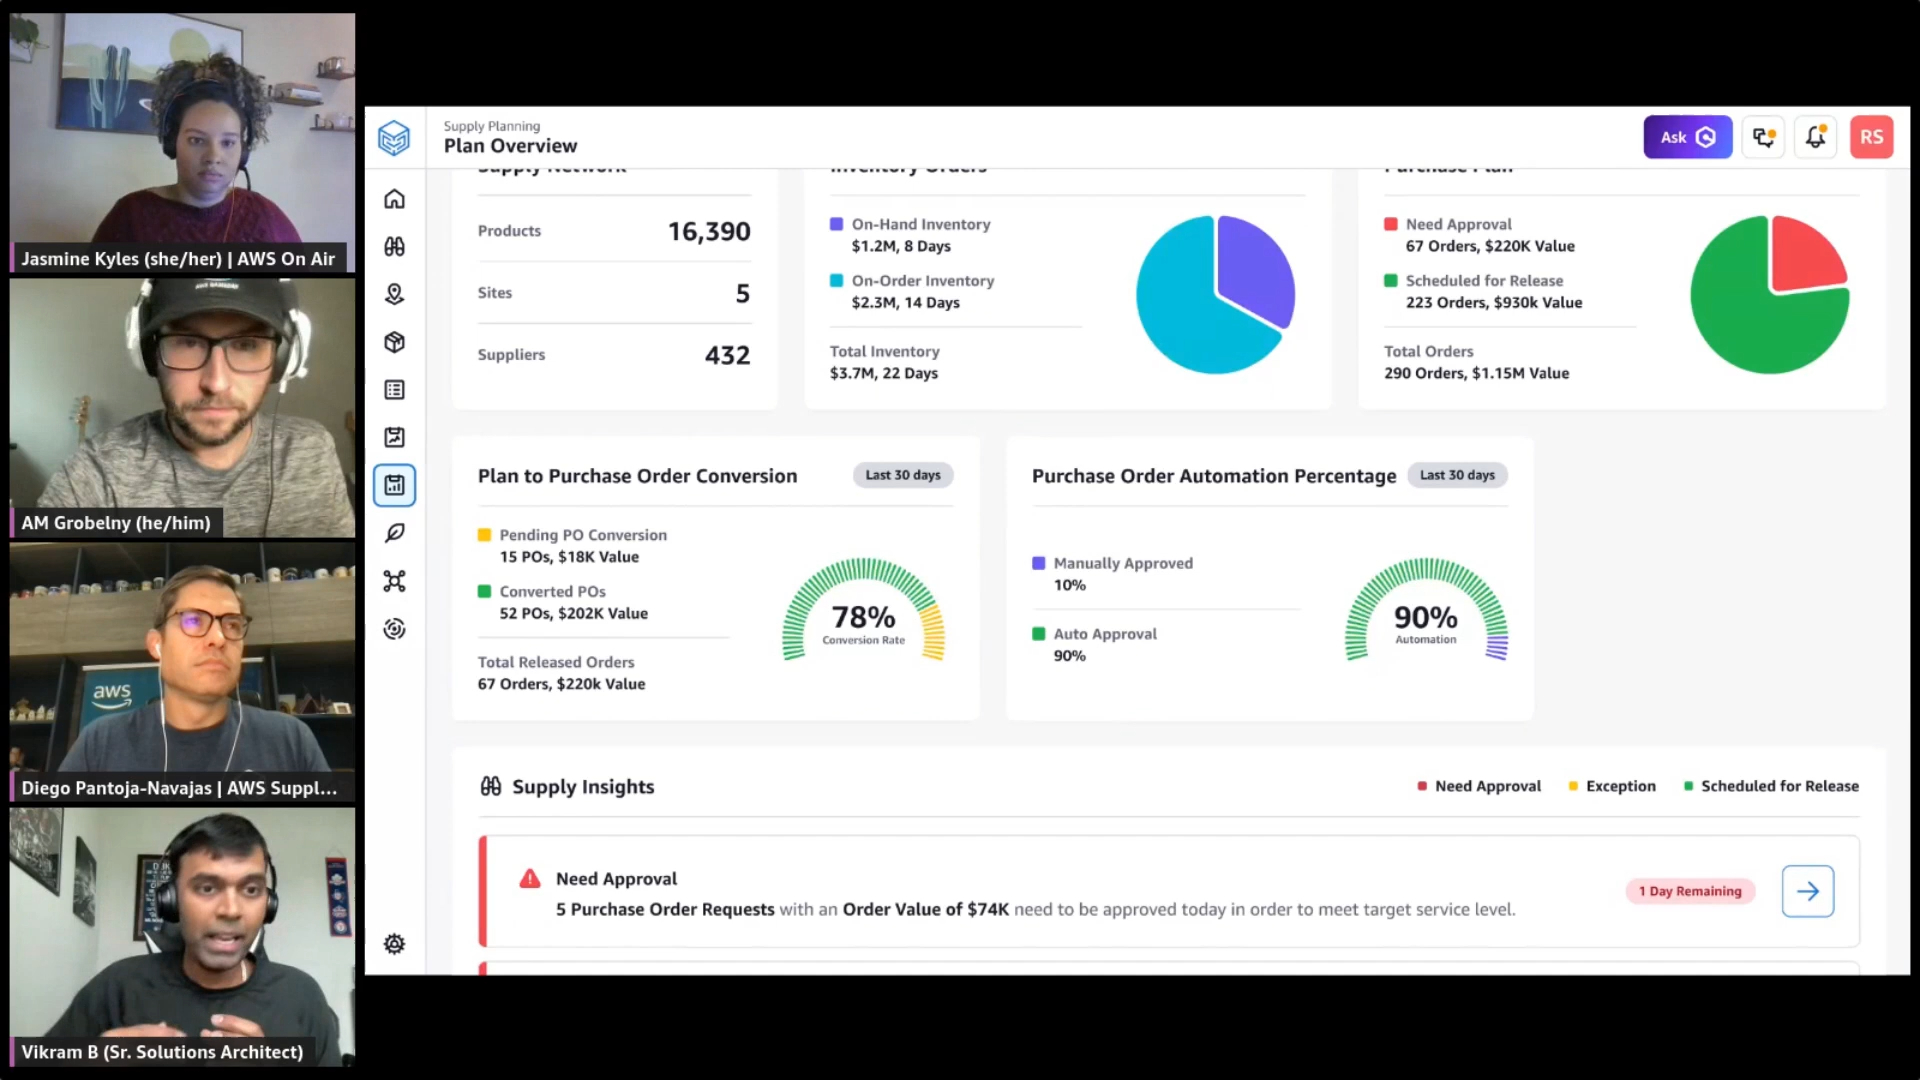 Jasmine Kyles (she/her) | AWS On Air
AM Grobelny (he/him)
aws
Diego Pantoja-Navajas | AWS Suppl...
Vikram B (Sr. Solutions Architect)
Supply Planning
Plan Overview
Ask
RS
Supply Network
Products
16,390
Sites
5
Suppliers
432
Inventory Orders
On-Hand Inventory
$1.2M, 8 Days
On-Order Inventory
$2.3M, 14 Days
Total Inventory
$3.7M, 22 Days
Purchase Plan
Need Approval
67 Orders, $220K Value
Scheduled for Release
223 Orders, $930k Value
Total Orders
290 Orders, $1.15M Value
Plan to Purchase Order Conversion
Last 30 days
Pending PO Conversion
15 POs, $18K Value
Converted POs
52 POs, $202K Value
Total Released Orders
67 Orders, $220k Value
78%
Conversion Rate
Purchase Order Automation Percentage
Last 30 days
Manually Approved
10%
Auto Approval
90%
90%
Automation
Supply Insights
Need Approval
Exception
Scheduled for Release
Need Approval
5 Purchase Order Requests with an Order Value of $74K need to be approved today in order to meet target service level.
1 Day Remaining